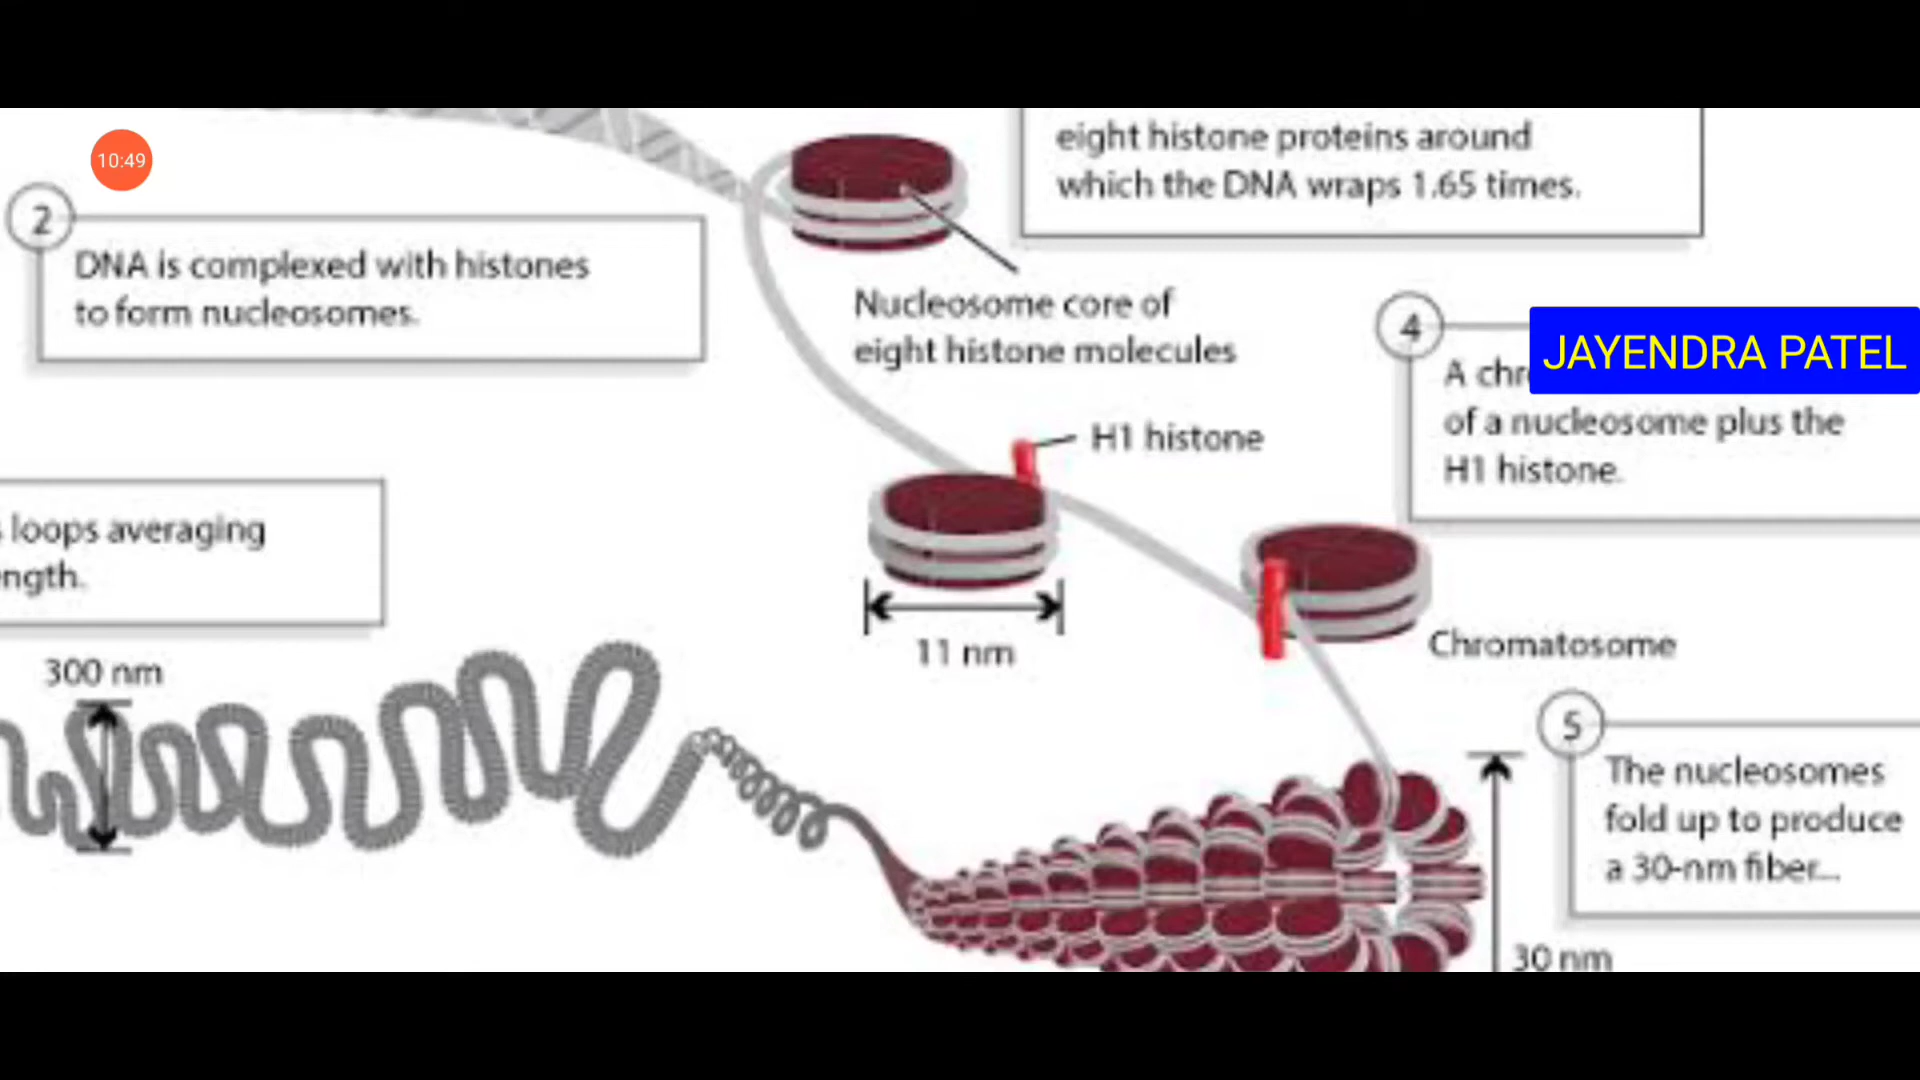 10:49
eight histone proteins around
which the DNA wraps 1.65 times.
2
DNA is complexed with histones
to form nucleosomes.
Nucleosome core of
eight histone molecules
4
JAYENDRA PATEL
A
of a nucleosome plus the
H1 histone.
H1 histone
loops averaging
300 nm
11 nm
Chromatosome
5
The nucleosomes
fold up to produce
a 30-nm fiber...
30 nm